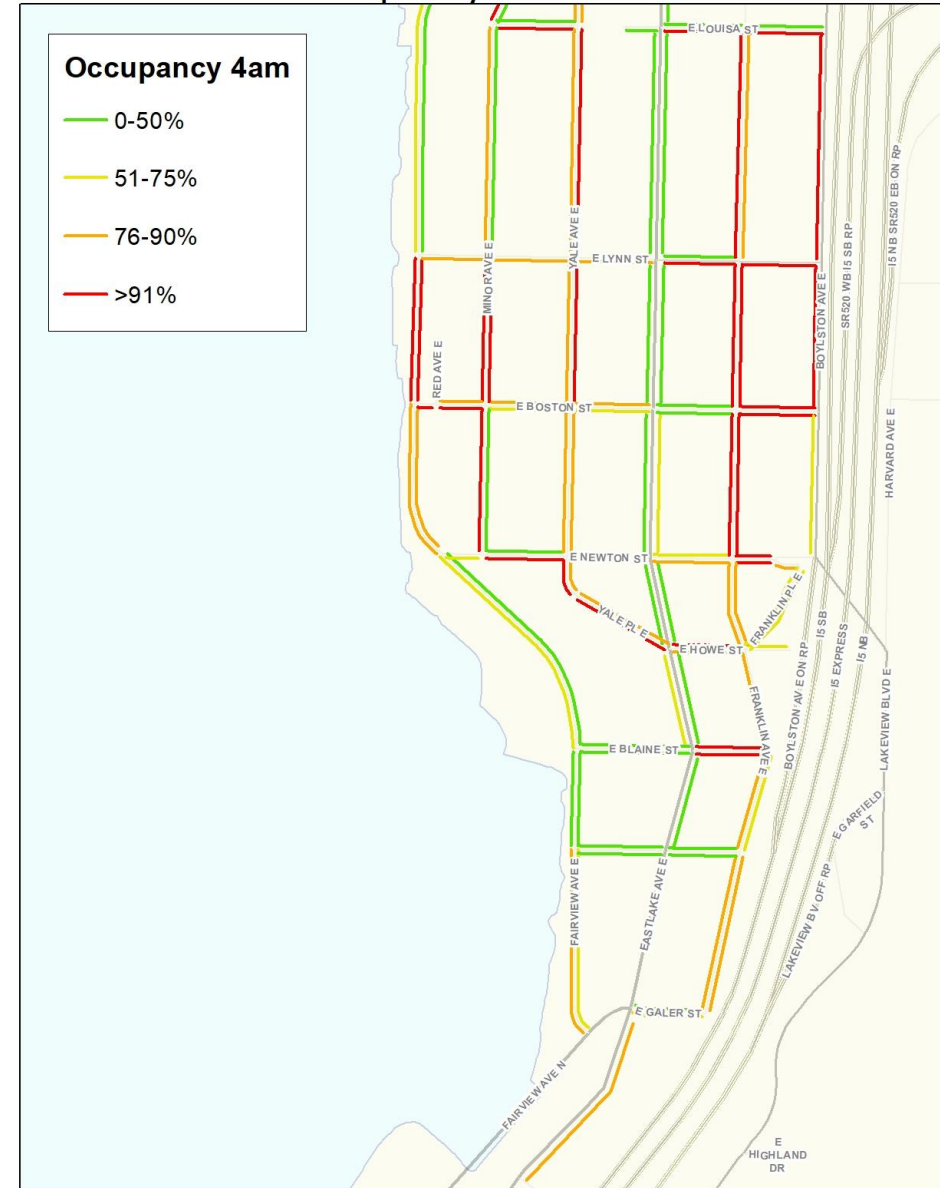 Occupancy 4am
0-50%
51-75%
76-90%
>91%
E LOUISA ST
I5 NB SR520 EB ON RP
SR520 WB I5 SB RP
YALE AVE E
E LYNN ST
MINOR AVE E
BOYLSTON AVE E
RED AVE E
E BOSTON ST
HARVARD AVE E
E NEWTON ST
FRANKLIN PL E
YALE PL E
E HOWE ST
I5 SB
I5 EXPRESS
I5 NB
BOYLSTON AV E ON RP
LAKEVIEW BLVD E
FRANKLIN AVE E
E BLAINE ST
E GARFIELD
ST
FAIRVIEW AVE E
EASTLAKE AVE E
LAKEVIEW BV OFF RP
E GALER ST
FAIRVIEW AVE N
E
HIGHLAND
DR